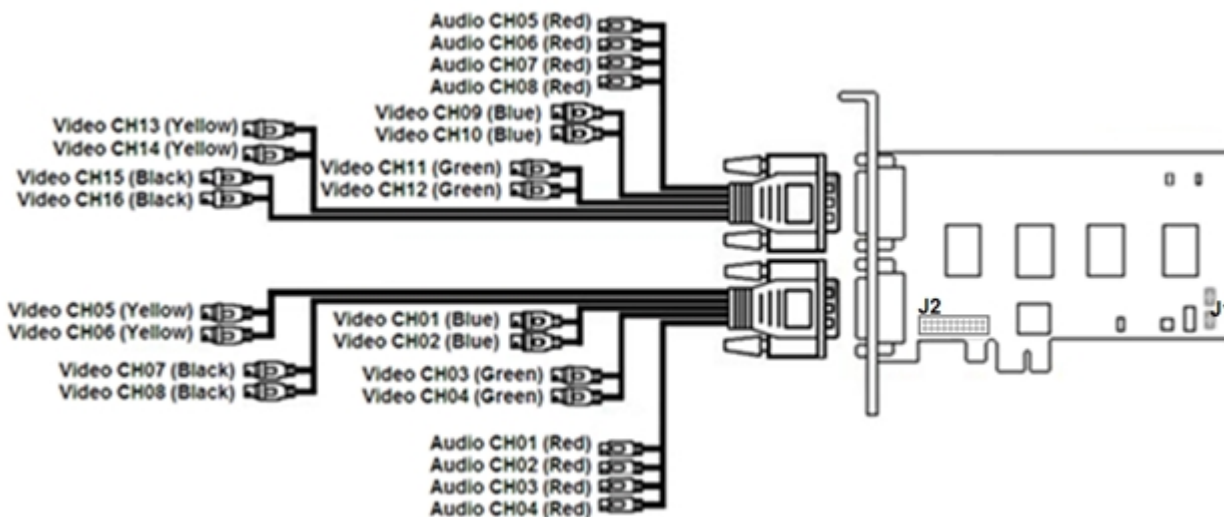 Audio CH05 (Red)
Audio CH06 (Red)
Audio CH07 (Red)
Audio CH08 (Red)
Video CH09 (Blue)
Video CH10 (Blue)
Video CH13 (Yellow)
Video CH14 (Yellow)
Video CH11 (Green)
Video CH12 (Green)
Video CH15 (Black)
Video CH16 (Black)
Video CH05 (Yellow)
Video CH06 (Yellow)
Video CH01 (Blue)
Video CH02 (Blue)
Video CH07 (Black)
Video CH08 (Black)
Video CH03 (Green)
Video CH04 (Green)
Audio CH01 (Red)
Audio CH02 (Red)
Audio CH03 (Red)
Audio CH04 (Red)
J2
J1